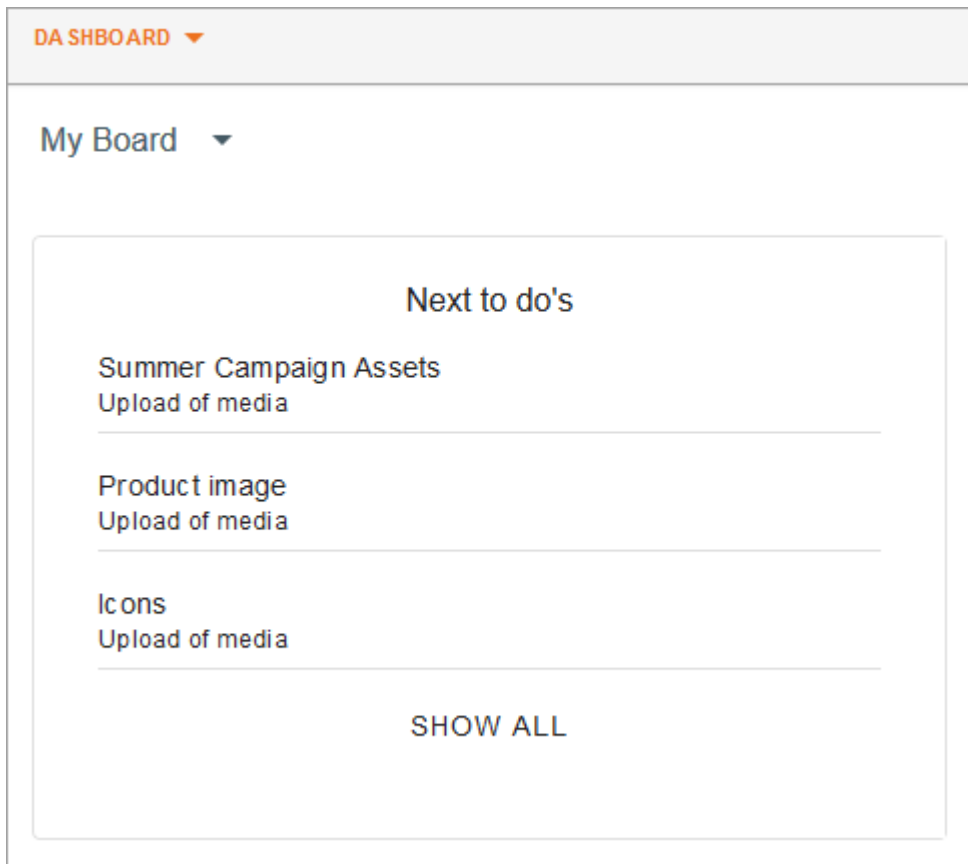 DASHBOARD
My Board
Next to do's
Summer Campaign Assets
Upload of media
Product image
Upload of media
Icons
Upload of media
SHOW ALL